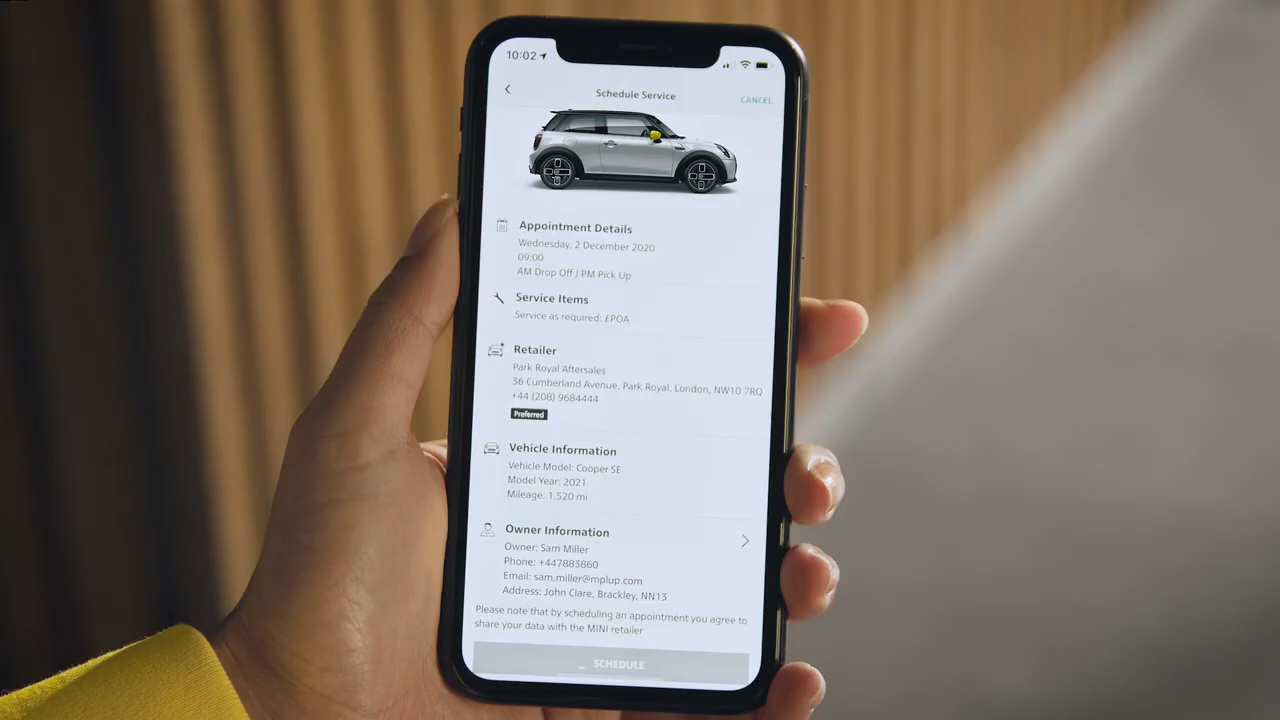 10:02
Schedule Service
CANCEL
Appointment Details
Wednesday, 2 December 2020
09:00
AM Drop Off / PM Pick Up
Service Items
Service as required: £POA
Retailer
Park Royal Aftersales
36 Cumberland Avenue, Park Royal, London, NW10 7RQ
+44 (208) 9684444
Preferred
Vehicle Information
Vehicle Model: Cooper SE
Model Year: 2021
Mileage: 1,520 mi
Owner Information
Owner: Sam Miller
Phone: +447883860
Email: sam.miller@mplup.com
Address: John Clare, Brackley, NN13
Please note that by scheduling an appointment you agree to
share your data with the MINI retailer
SCHEDULE